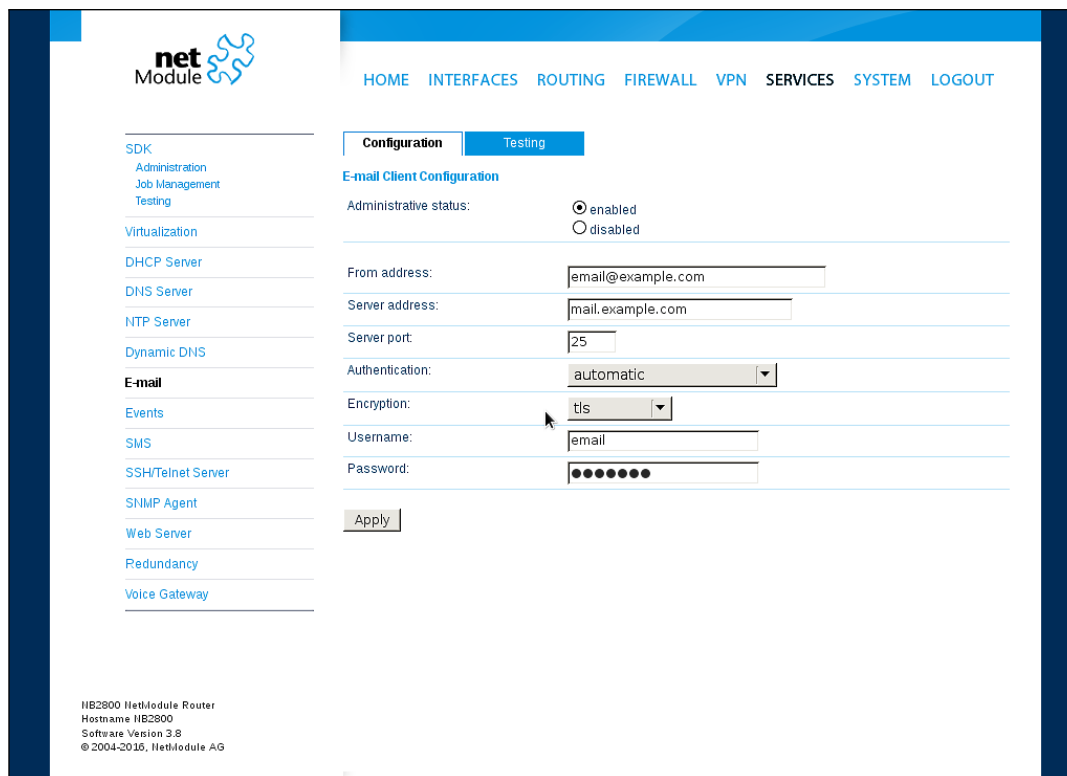 net
Module
HOME INTERFACES ROUTING FIREWALL VPN SERVICES SYSTEM LOGOUT
SDK
Administration
Job Management
Testing
Virtualization
DHCP Server
DNS Server
NTP Server
Dynamic DNS
E-mail
Events
SMS
SSH/Telnet Server
SNMP Agent
Web Server
Redundancy
Voice Gateway
Configuration Testing
E-mail Client Configuration
Administrative status: enabled
disabled
From address: email@example.com
Server address: mail.example.com
Server port: 25
Authentication: automatic
Encryption: tls
Username: email
Password: ●●●●●●●
Apply
NB2800 NetModule Router
Hostname NB2800
Software Version 3.8
© 2004-2016, NetModule AG